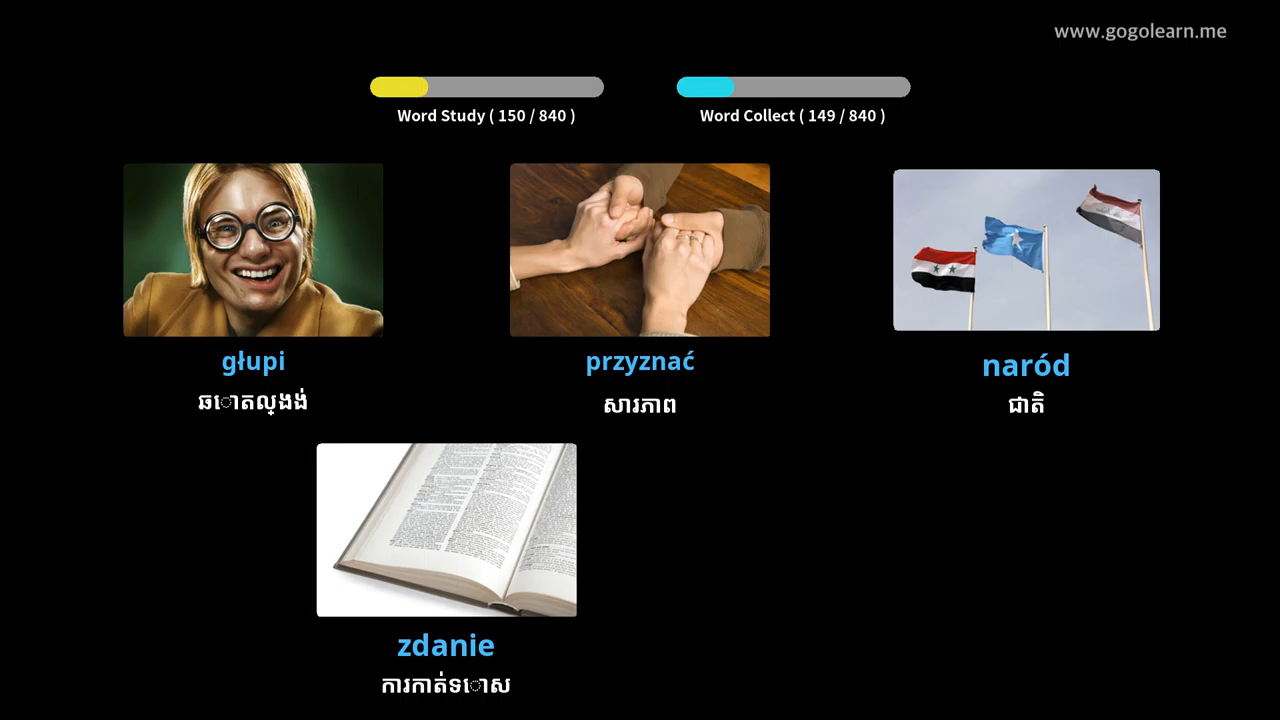 www.gogolearn.me
Word Study ( 150 / 840 )
Word Collect ( 149 / 840 )
głupi
przyznać
naród
ឆោតល្ងង់
សារភាព
ជាតិ
zdanie
ការកាត់ទោស